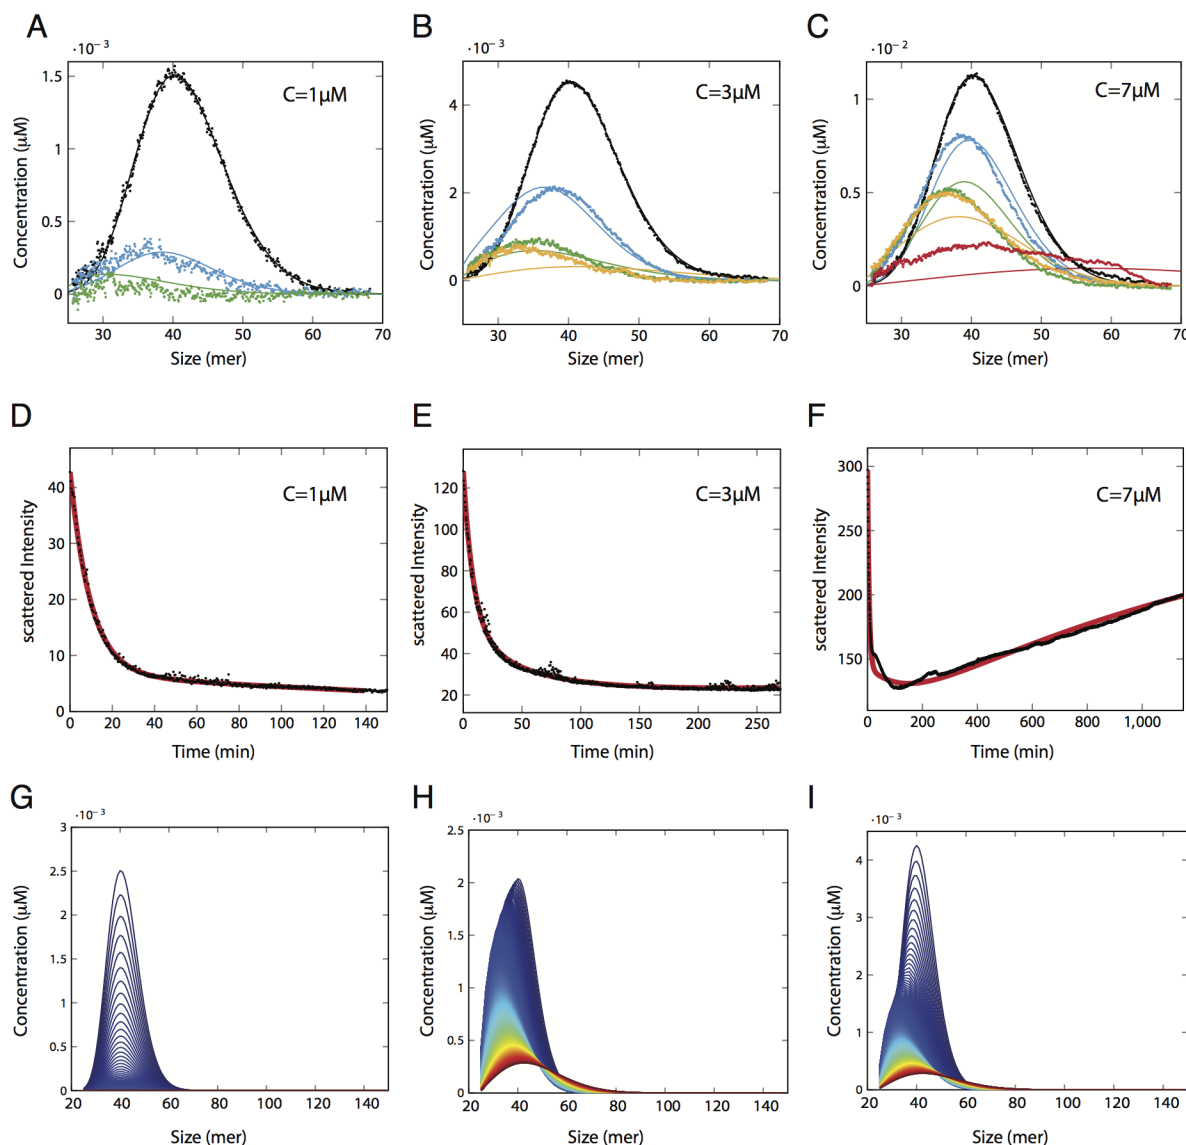 A
B
C
·10⁻³
·10⁻³
·10⁻²
C=1μM
C=3μM
C=7μM
Concentration (μM)
1.5
1
0.5
0
30 40 50 60 70
Size (mer)
Concentration (μM)
4
2
0
30 40 50 60 70
Size (mer)
Concentration (μM)
1
0.5
0
30 40 50 60 70
Size (mer)
D
E
F
C=1μM
C=3μM
C=7μM
scattered Intensity
40
30
20
10
0
0 20 40 60 80 100 120 140
Time (min)
scattered Intensity
120
100
80
60
40
20
0 50 100 150 200 250
Time (min)
scattered Intensity
300
250
200
150
0 200 400 600 800 1,000
Time (min)
G
H
I
·10⁻³
·10⁻³
·10⁻³
Concentration (μM)
3
2.5
2
1.5
1
0.5
0
20 40 60 80 100 120 140
Size (mer)
Concentration (μM)
2.5
2
1.5
1
0.5
0
20 40 60 80 100 120 140
Size (mer)
Concentration (μM)
4
3
2
1
0
20 40 60 80 100 120 140
Size (mer)